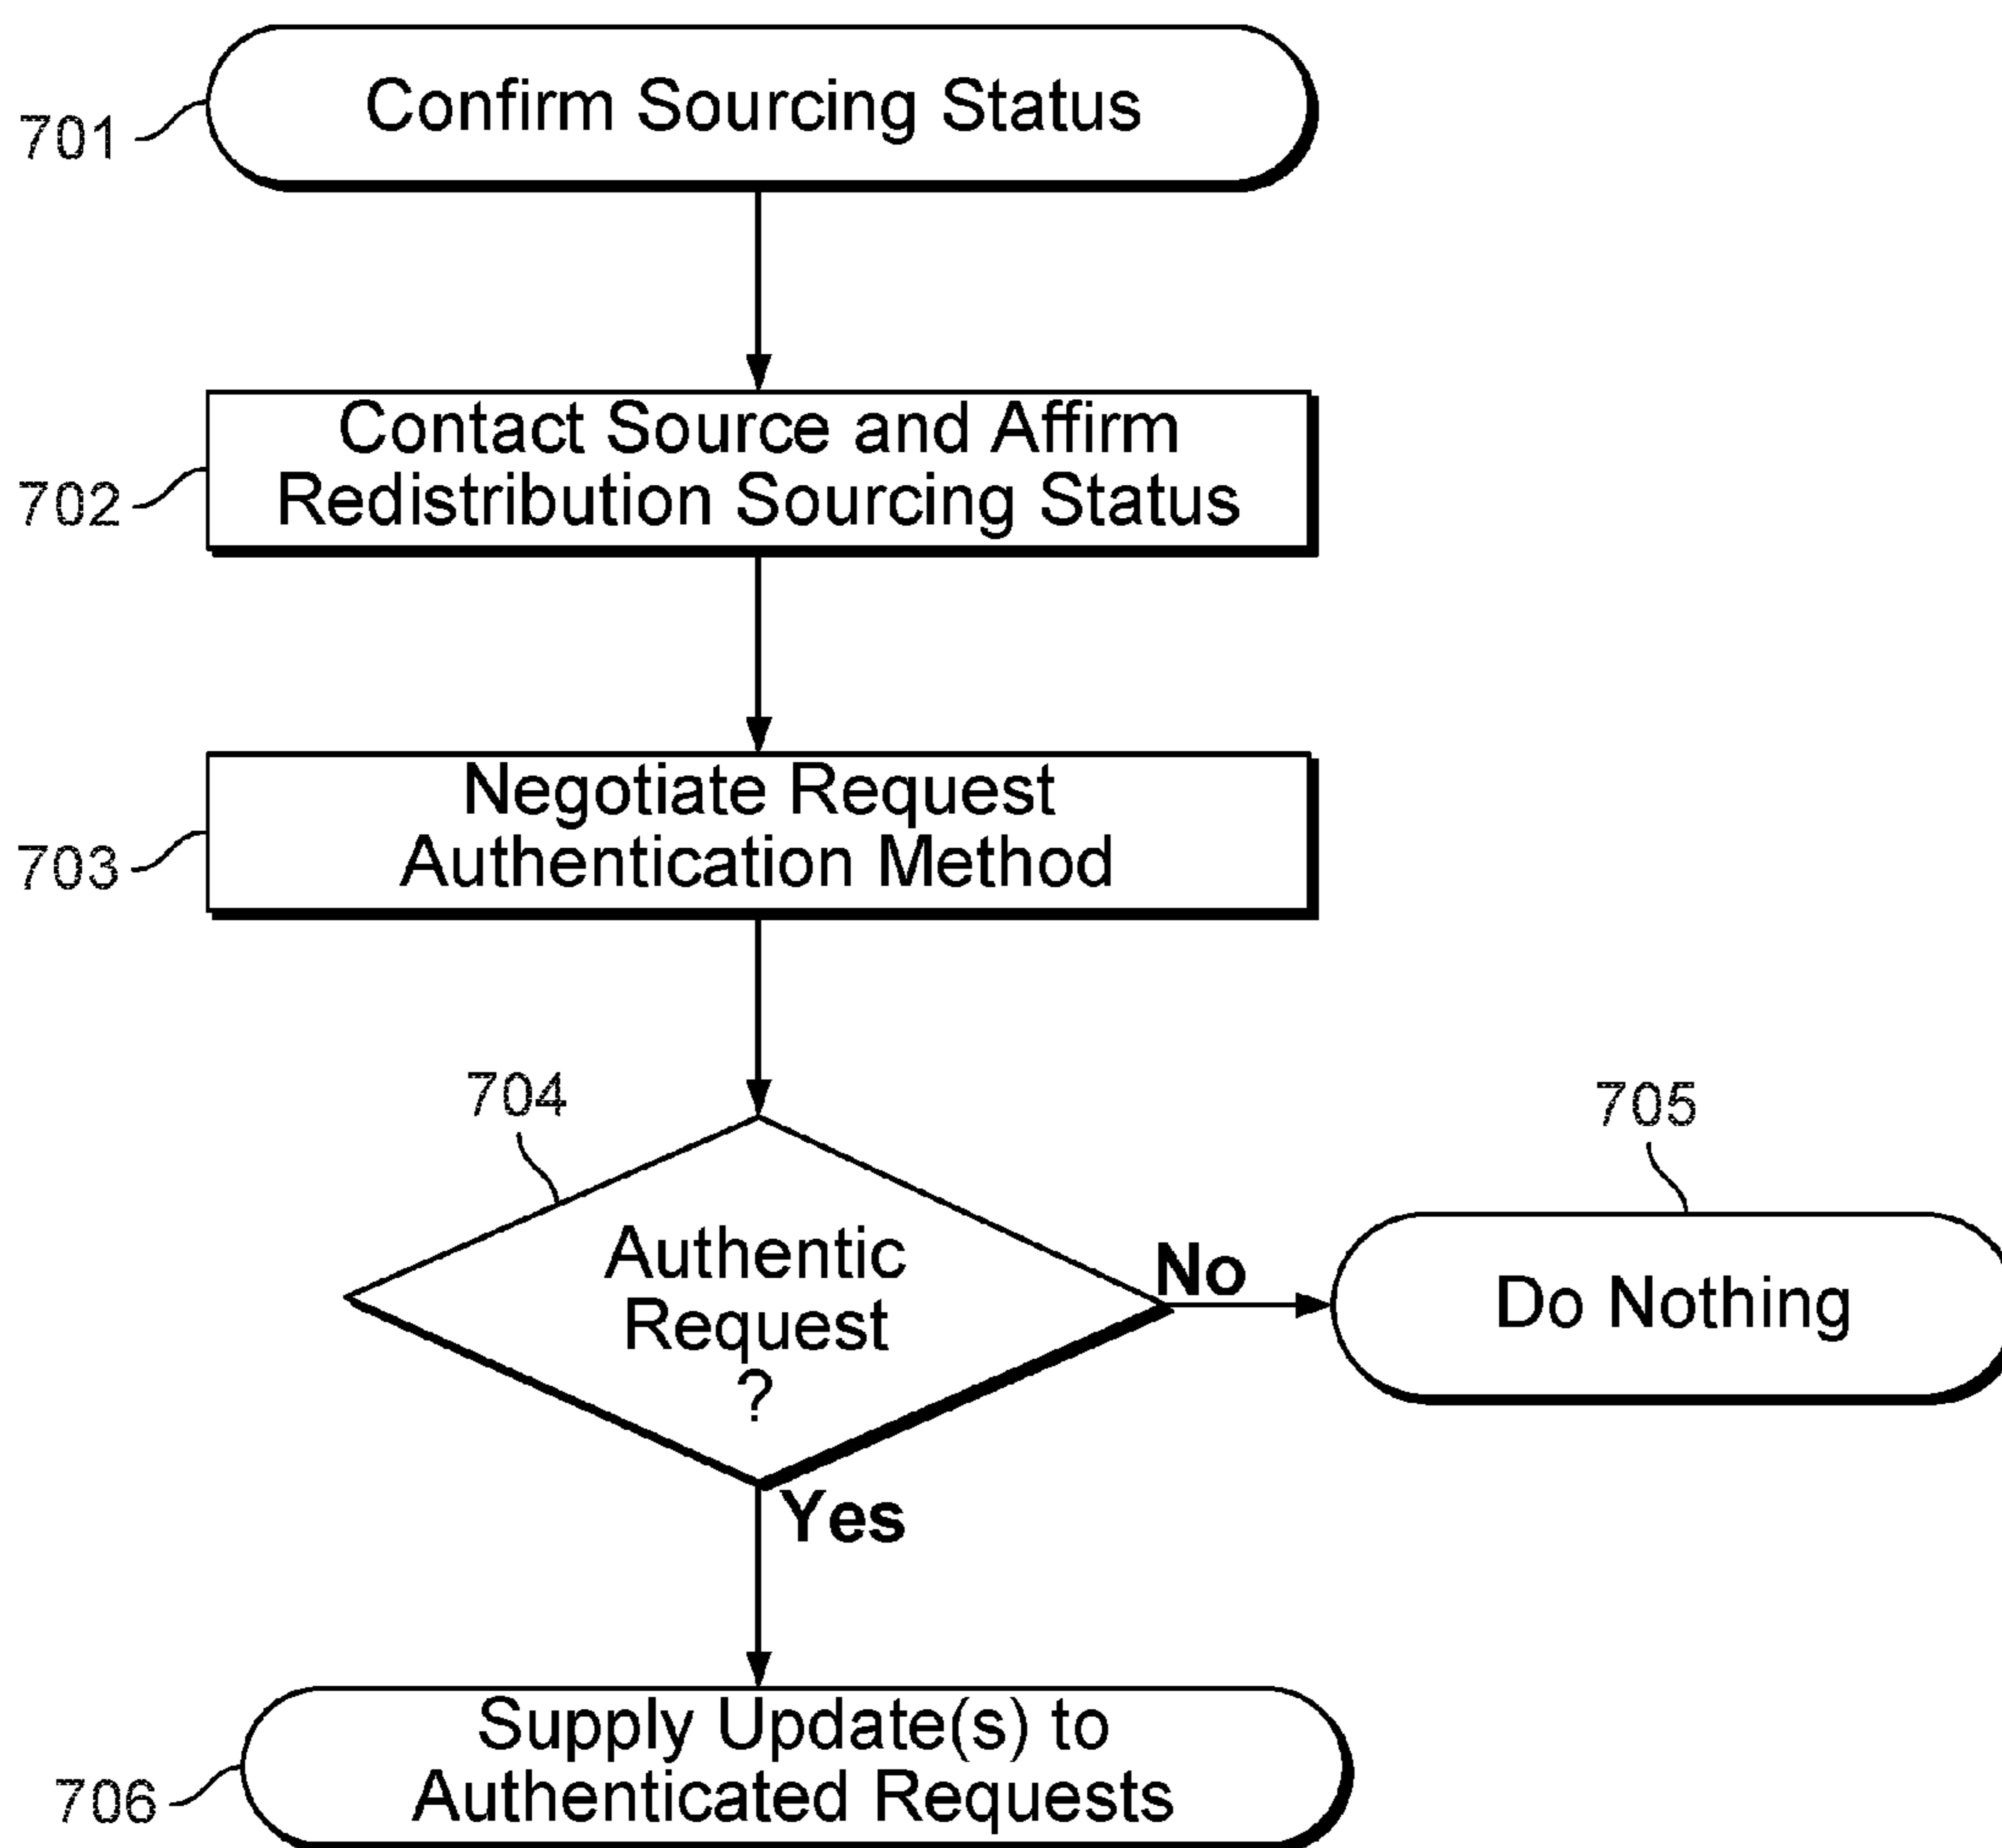 701
Confirm Sourcing Status
702
Contact Source and Affirm
Redistribution Sourcing Status
703
Negotiate Request
Authentication Method
704
Authentic
Request
?
No
705
Do Nothing
Yes
706
Supply Update(s) to
Authenticated Requests